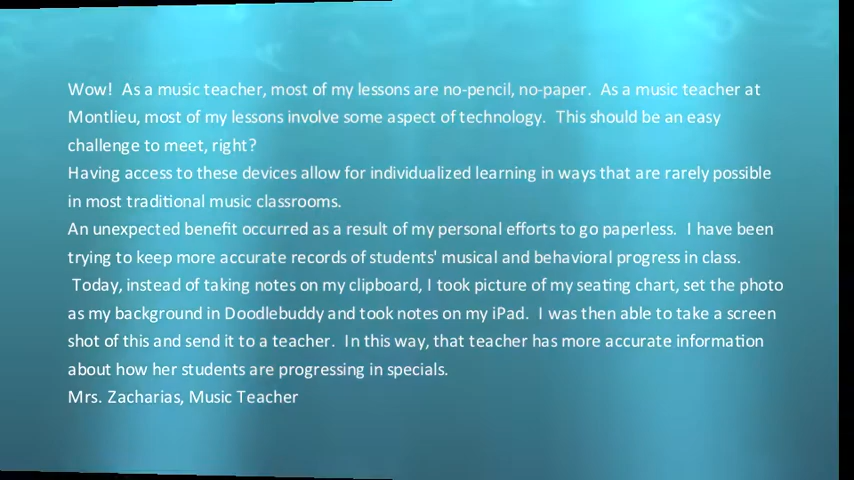 Wow!  As a music teacher, most of my lessons are no-pencil, no-paper.  As a music teacher at
Montlieu, most of my lessons involve some aspect of technology.  This should be an easy
challenge to meet, right?
Having access to these devices allow for individualized learning in ways that are rarely possible
in most traditional music classrooms.
An unexpected benefit occurred as a result of my personal efforts to go paperless.  I have been
trying to keep more accurate records of students' musical and behavioral progress in class.
Today, instead of taking notes on my clipboard, I took picture of my seating chart, set the photo
as my background in Doodlebuddy and took notes on my iPad.  I was then able to take a screen
shot of this and send it to a teacher.  In this way, that teacher has more accurate information
about how her students are progressing in specials.
Mrs. Zacharias, Music Teacher